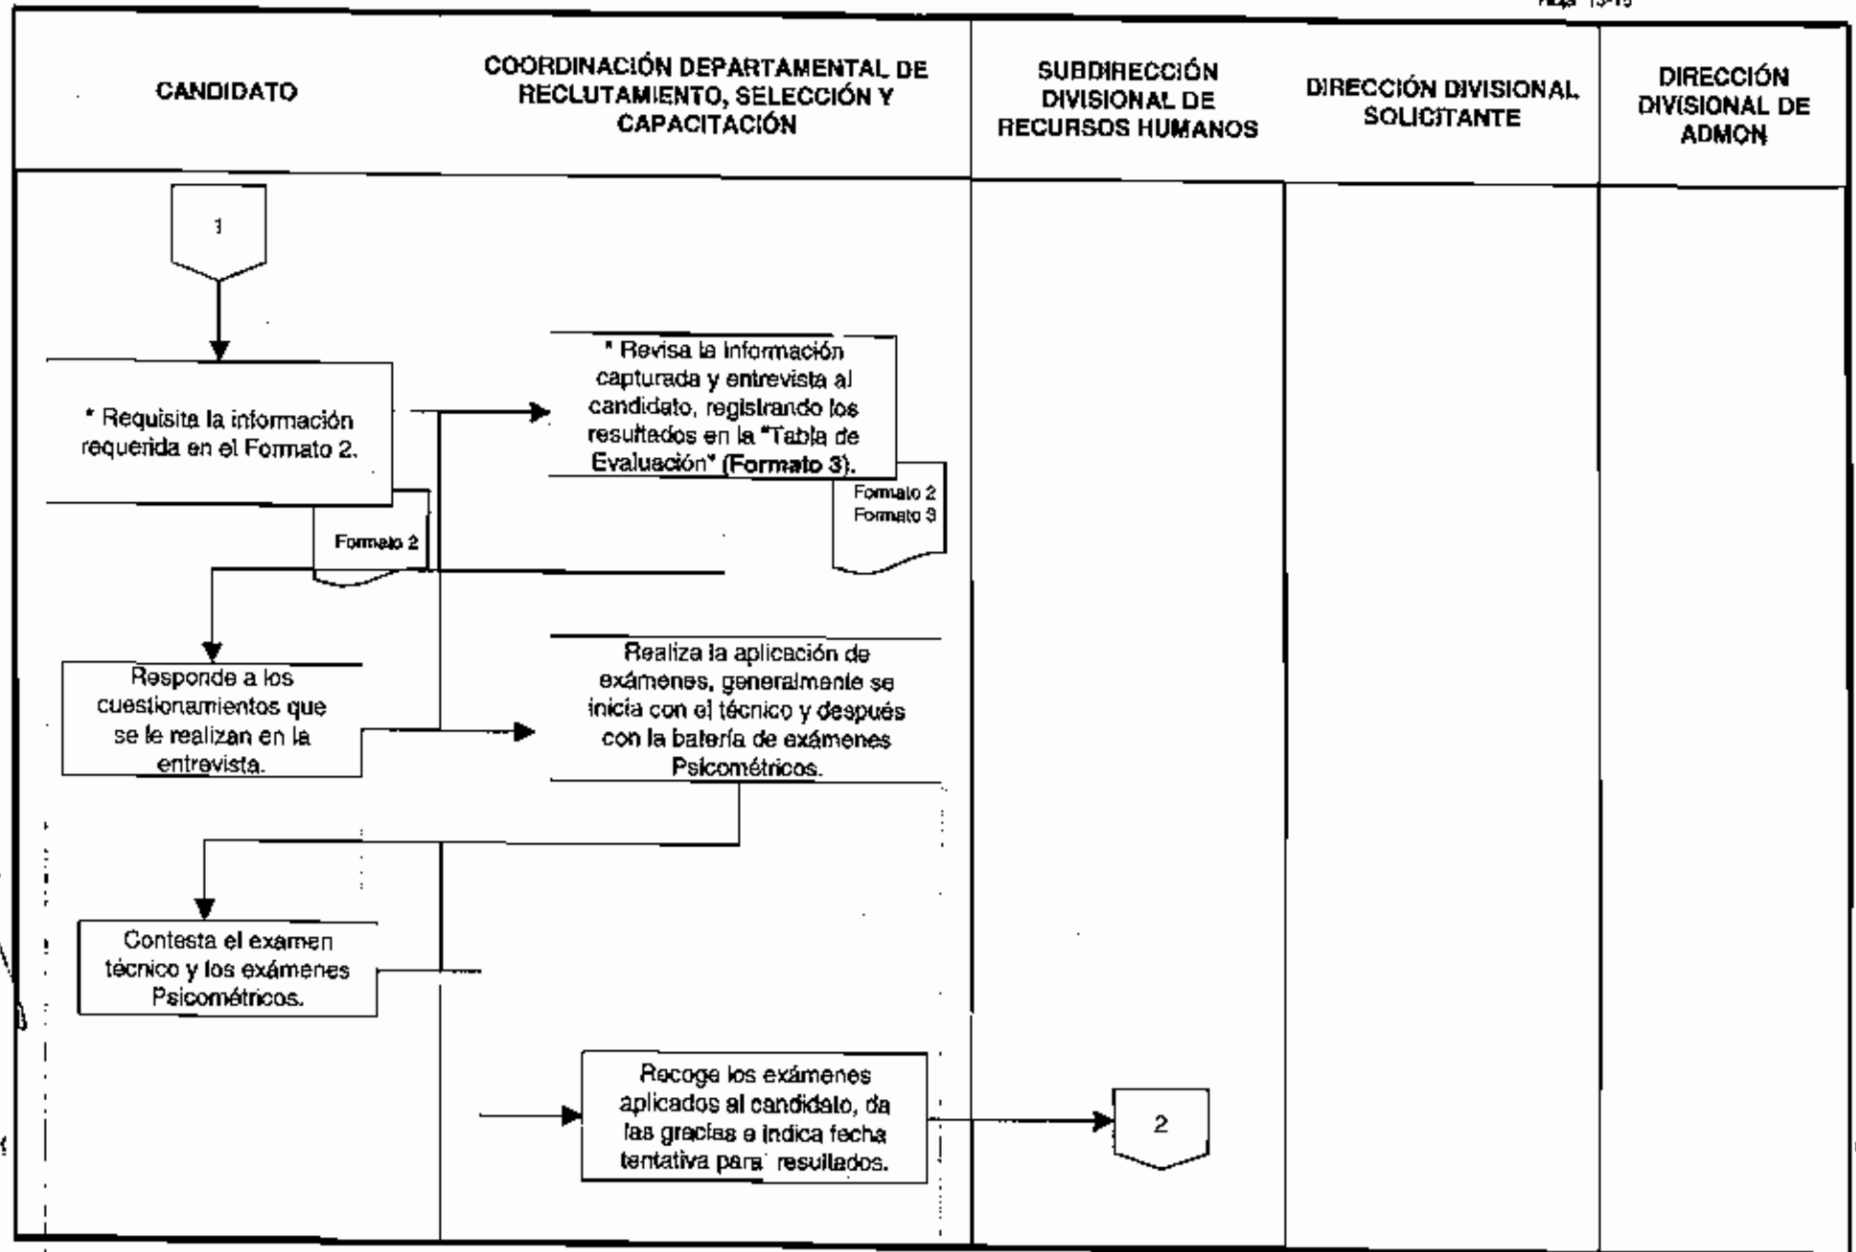 CANDIDATO
COORDINACIÓN DEPARTAMENTAL DE
RECLUTAMIENTO, SELECCIÓN Y
CAPACITACIÓN
SUBDIRECCIÓN
DIVISIONAL DE
RECURSOS HUMANOS
DIRECCIÓN DIVISIONAL
SOLICITANTE
DIRECCIÓN
DIVISIONAL DE
ADMON
1
* Requisita la información
requerida en el Formato 2.
Formato 2
* Revisa la información
capturada y entrevista al
candidato, registrando los
resultados en la "Tabla de
Evaluación" (Formato 3).
Formato 2
Formato 3
Responde a los
cuestionamientos que
se le realizan en la
entrevista.
Realiza la aplicación de
exámenes, generalmente se
inicia con el técnico y después
con la batería de exámenes
Psicométricos.
Contesta el examen
técnico y los exámenes
Psicométricos.
Recoge los exámenes
aplicados al candidato, da
las gracias e indica fecha
tentativa para resultados.
2